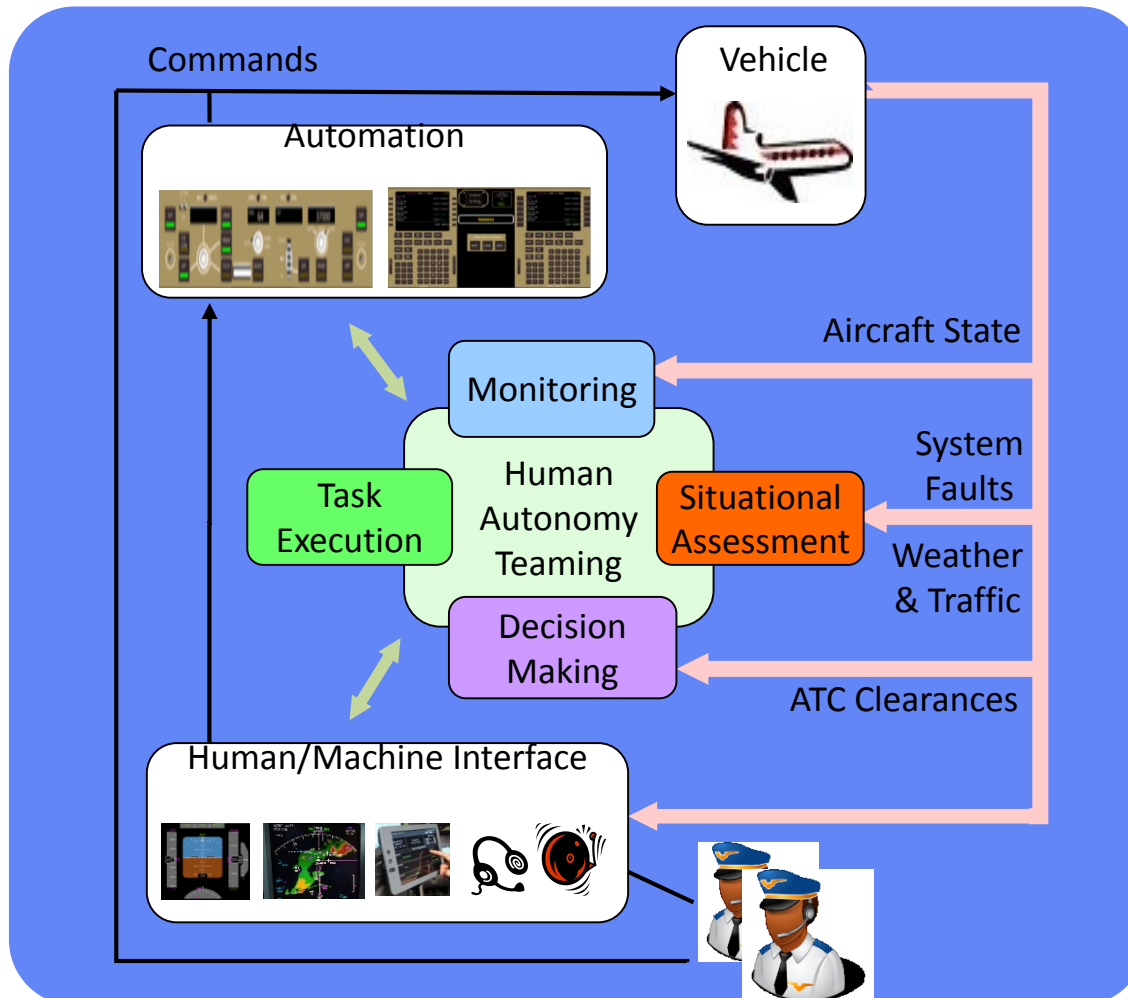 Commands
Vehicle
Automation
Aircraft State
Monitoring
System
Faults
Human
Autonomy
Teaming
Task
Execution
Situational
Assessment
Weather
& Traffic
Decision
Making
ATC Clearances
Human/Machine Interface